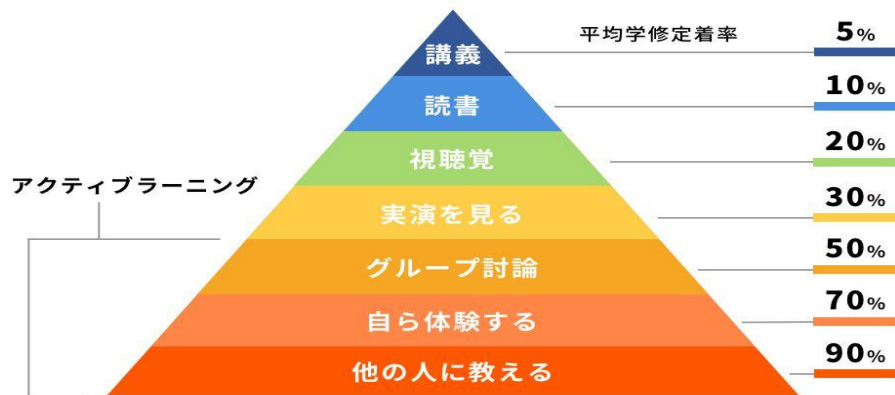 講義
平均学修定着率
5%
読書
10%
視聴覚
20%
アクティブラーニング
実演を見る
30%
グループ討論
50%
自ら体験する
70%
他の人に教える
90%